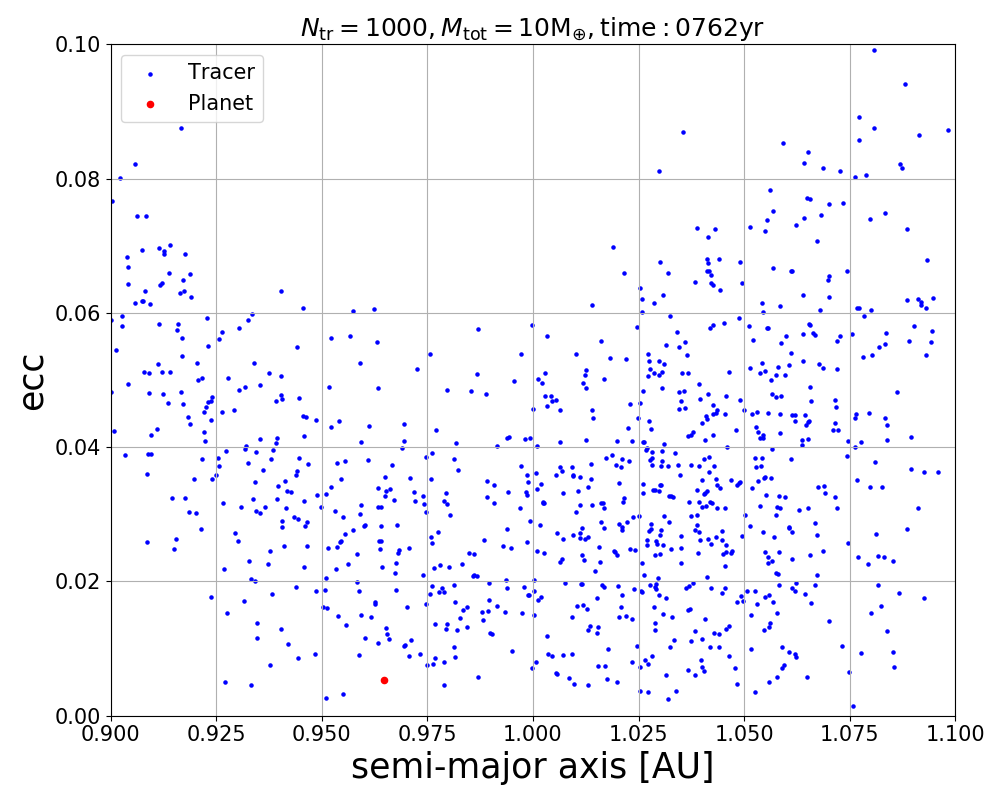 N_tr = 1000, M_tot = 10M_⊕, time : 0762yr
0.10
Tracer
Planet
0.08
0.06
ecc
0.04
0.02
0.00
0.900 0.925 0.950 0.975 1.000 1.025 1.050 1.075 1.100
semi-major axis [AU]